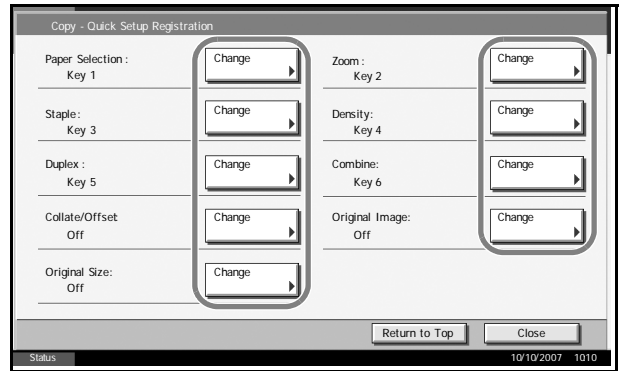 Copy - Quick Setup Registration
Paper Selection :
Key 1
Change
Zoom :
Key 2
Change
Staple:
Key 3
Change
Density:
Key 4
Change
Duplex :
Key 5
Change
Combine:
Key 6
Change
Collate/Offset:
Off
Change
Original Image:
Off
Change
Original Size:
Off
Change
Return to Top
Close
Status
10/10/2007 1010